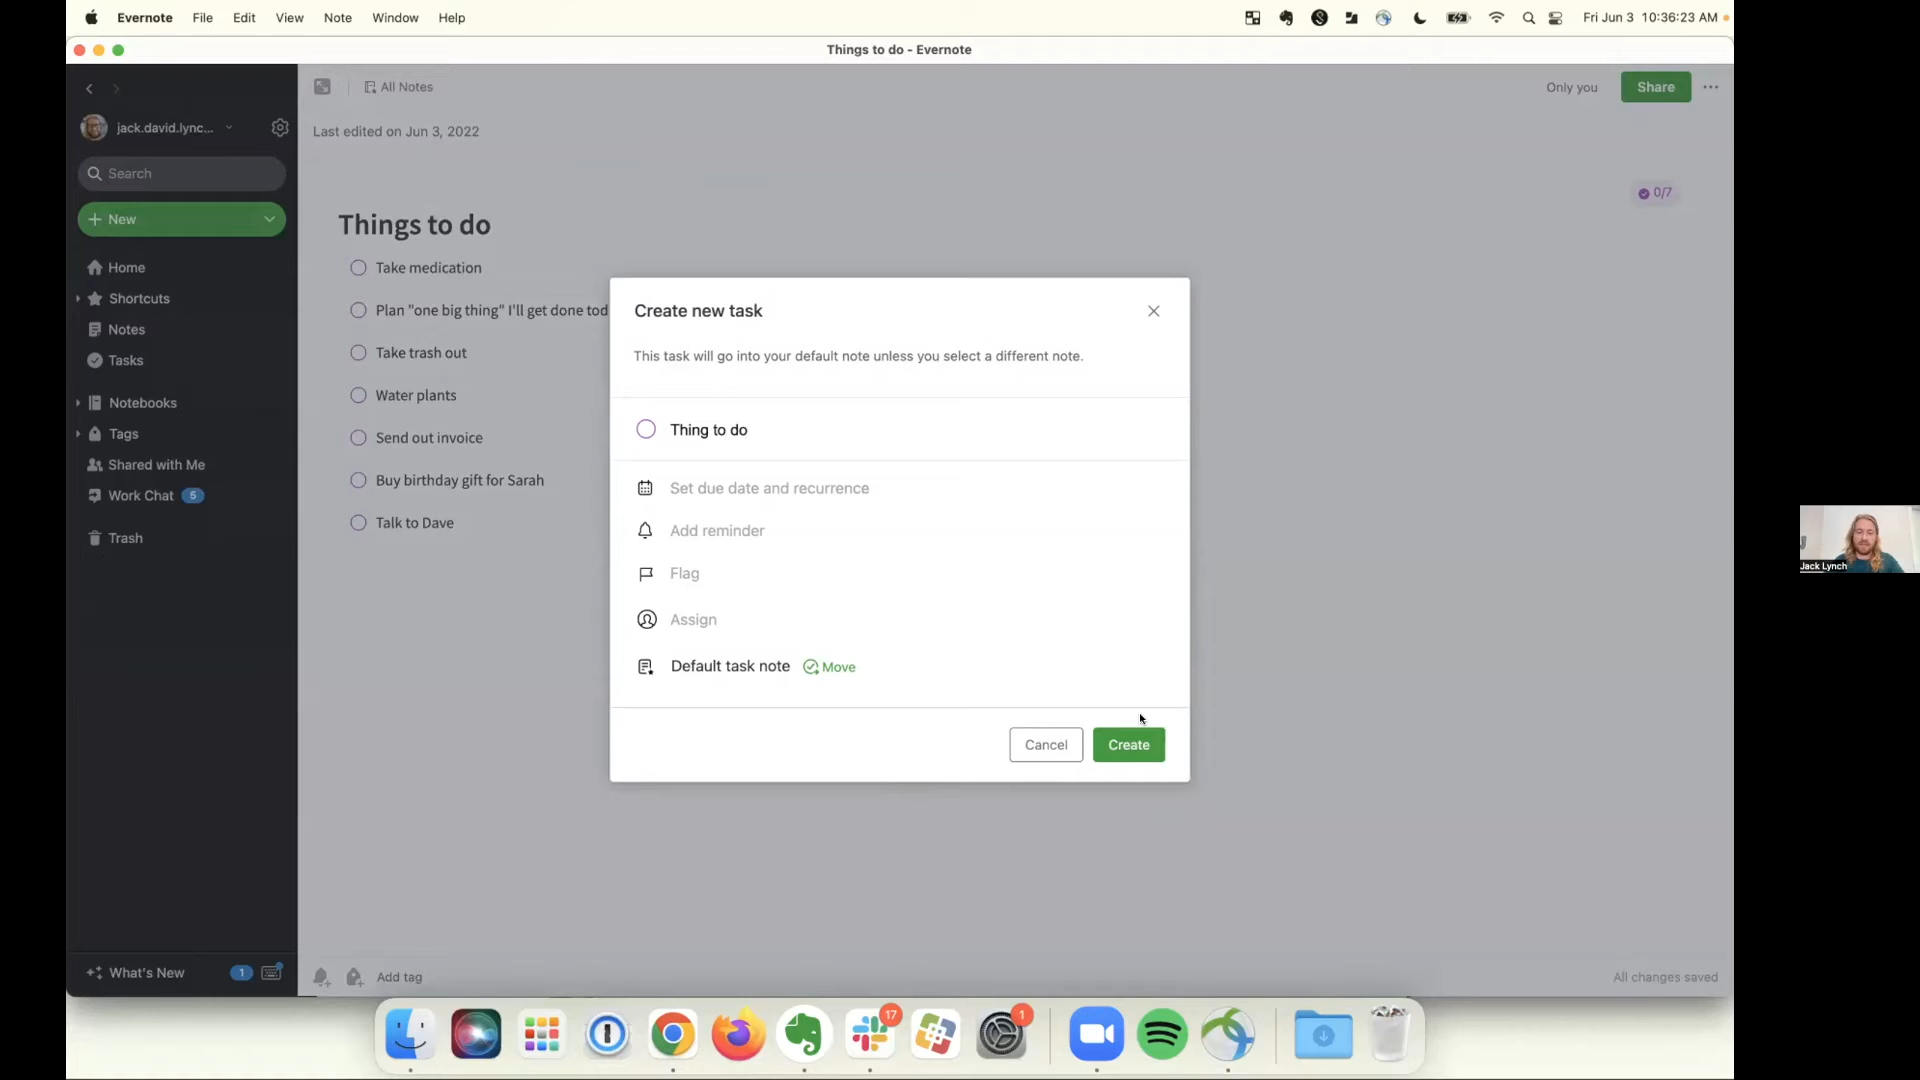 Evernote File Edit View Note Window Help
Fri Jun 3 10:36:23 AM
Things to do - Evernote
jack.david.lync...
Search
New
Home
Shortcuts
Notes
Tasks
Notebooks
Tags
Shared with Me
Work Chat 5
Trash
What's New 1
All Notes
Only you
Share
Last edited on Jun 3, 2022
0/7
Things to do
Take medication
Plan "one big thing" I'll get done tod
Take trash out
Water plants
Send out invoice
Buy birthday gift for Sarah
Talk to Dave
Create new task
This task will go into your default note unless you select a different note.
Thing to do
Set due date and recurrence
Add reminder
Flag
Assign
Default task note Move
Cancel
Create
Add tag
All changes saved
17
1
Jack Lynch